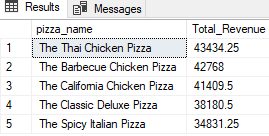 Results Messages
pizza_name Total_Revenue
1 The Thai Chicken Pizza 43434.25
2 The Barbecue Chicken Pizza 42768
3 The California Chicken Pizza 41409.5
4 The Classic Deluxe Pizza 38180.5
5 The Spicy Italian Pizza 34831.25